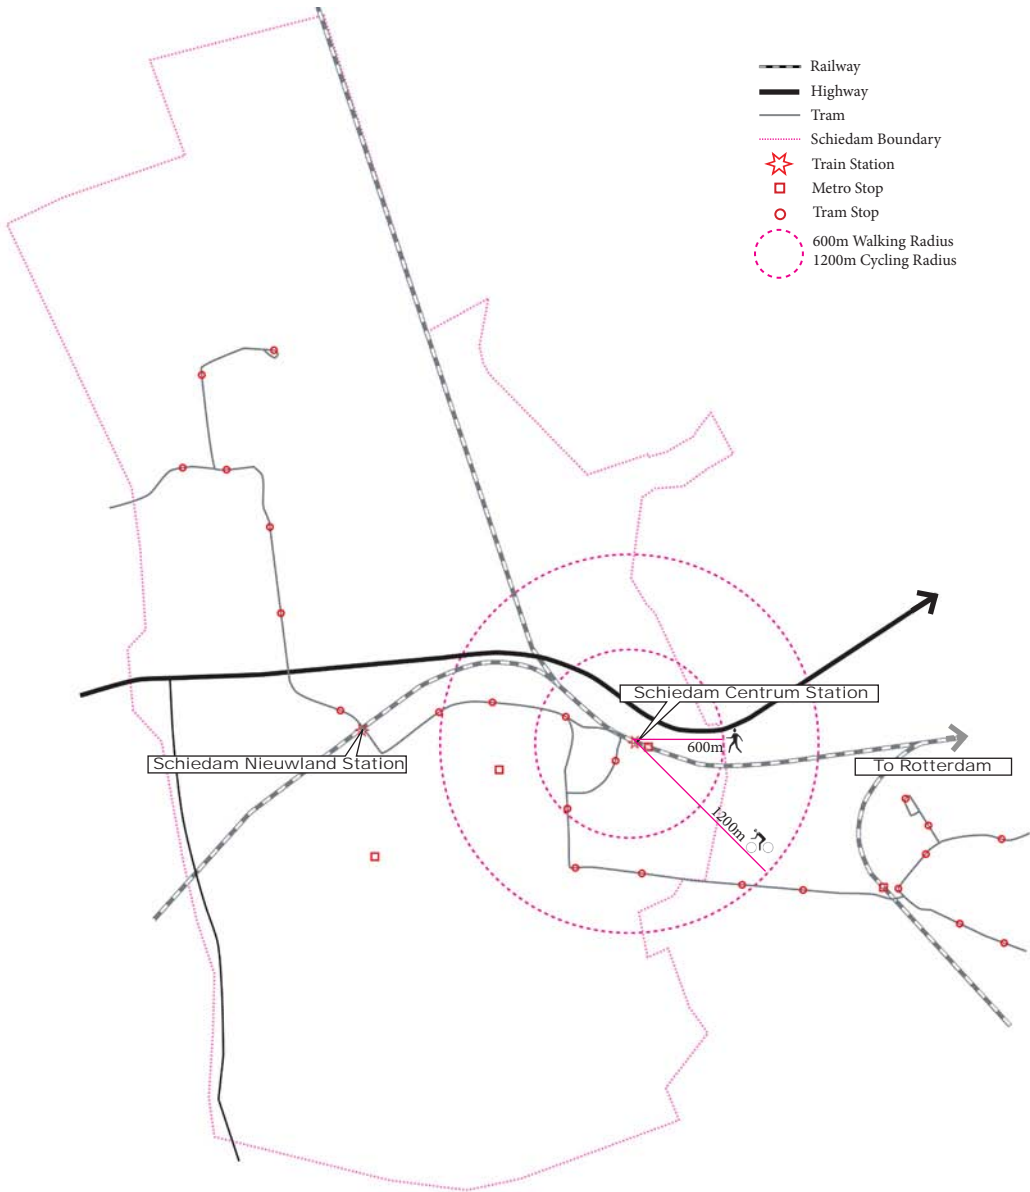 Railway
Highway
Tram
Schiedam Boundary
Train Station
Metro Stop
Tram Stop
600m Walking Radius
1200m Cycling Radius
Schiedam Centrum Station
600m
Schiedam Nieuwland Station
To Rotterdam
1200m